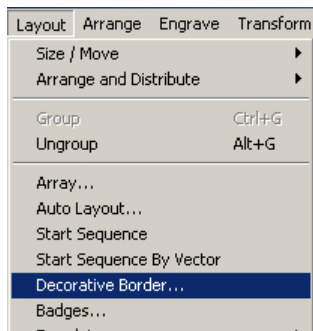 Layout Arrange Engrave Transform
Size / Move
Arrange and Distribute
Group Ctrl+G
Ungroup Alt+G
Array...
Auto Layout...
Start Sequence
Start Sequence By Vector
Decorative Border...
Badges...